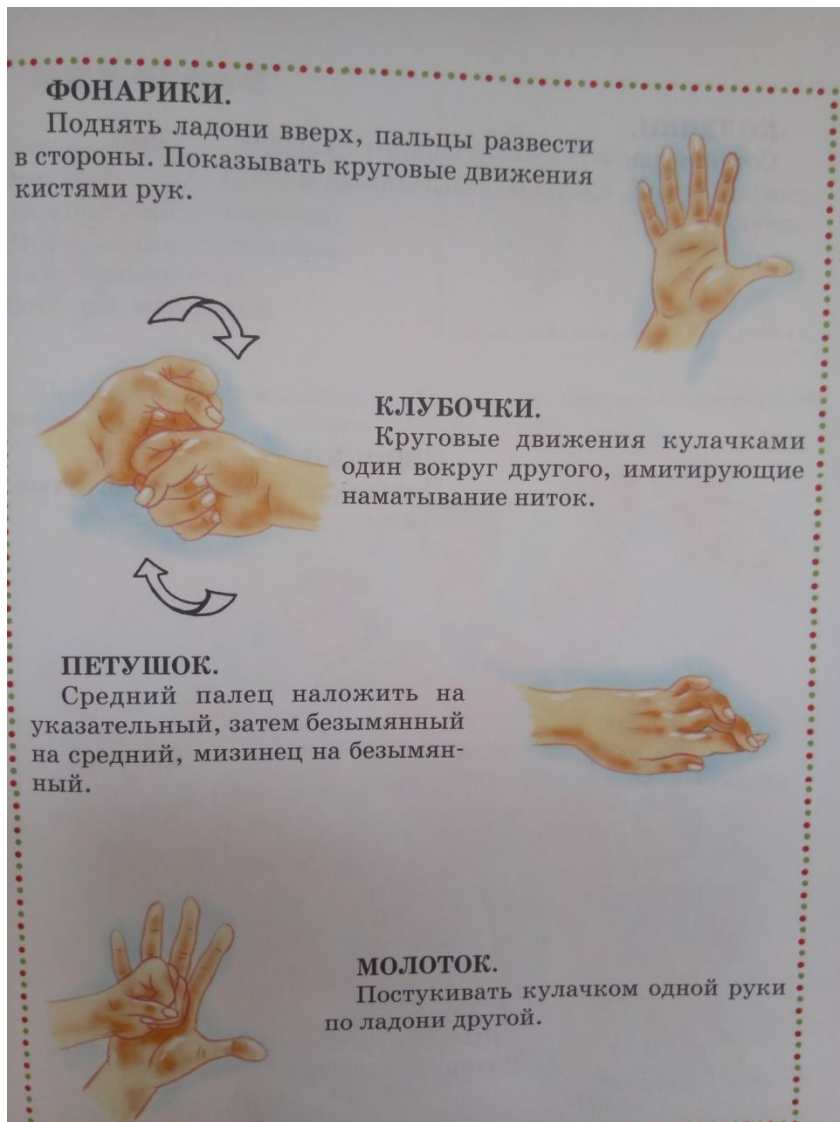 ФОНАРИКИ.
Поднять ладони вверх, пальцы развести
в стороны. Показывать круговые движения
кистями рук.
КЛУБОЧКИ.
Круговые движения кулачками
один вокруг другого, имитирующие
наматывание ниток.
ПЕТУШОК.
Средний палец наложить на
указательный, затем безымянный
на средний, мизинец на безымян-
ный.
МОЛОТОК.
Постукивать кулачком одной руки
по ладони другой.